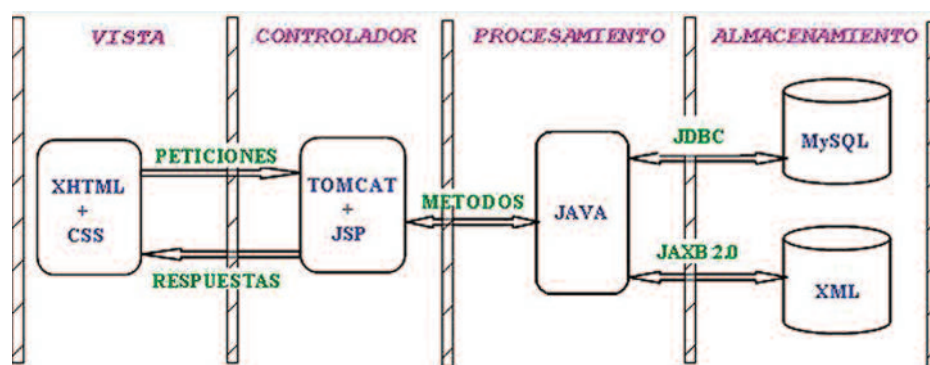 VISTA
CONTROLADOR
PROCESAMIENTO
ALMACENAMIENTO
XHTML
+
CSS
PETICIONES
RESPUESTAS
TOMCAT
+
JSP
METODOS
JAVA
JDBC
JAXB 2.0
MySQL
XML